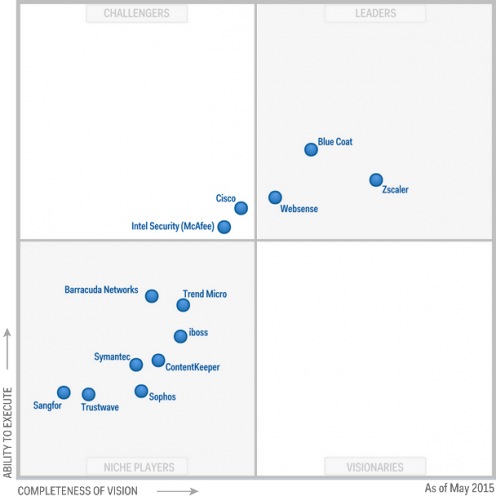 CHALLENGERS
LEADERS
Blue Coat
Zscaler
Cisco
Websense
Intel Security (McAfee)
Barracuda Networks
Trend Micro
iboss
Symantec
ContentKeeper
Sangfor
Trustwave
Sophos
NICHE PLAYERS
VISIONARIES
ABILITY TO EXECUTE
COMPLETENESS OF VISION
As of May 2015